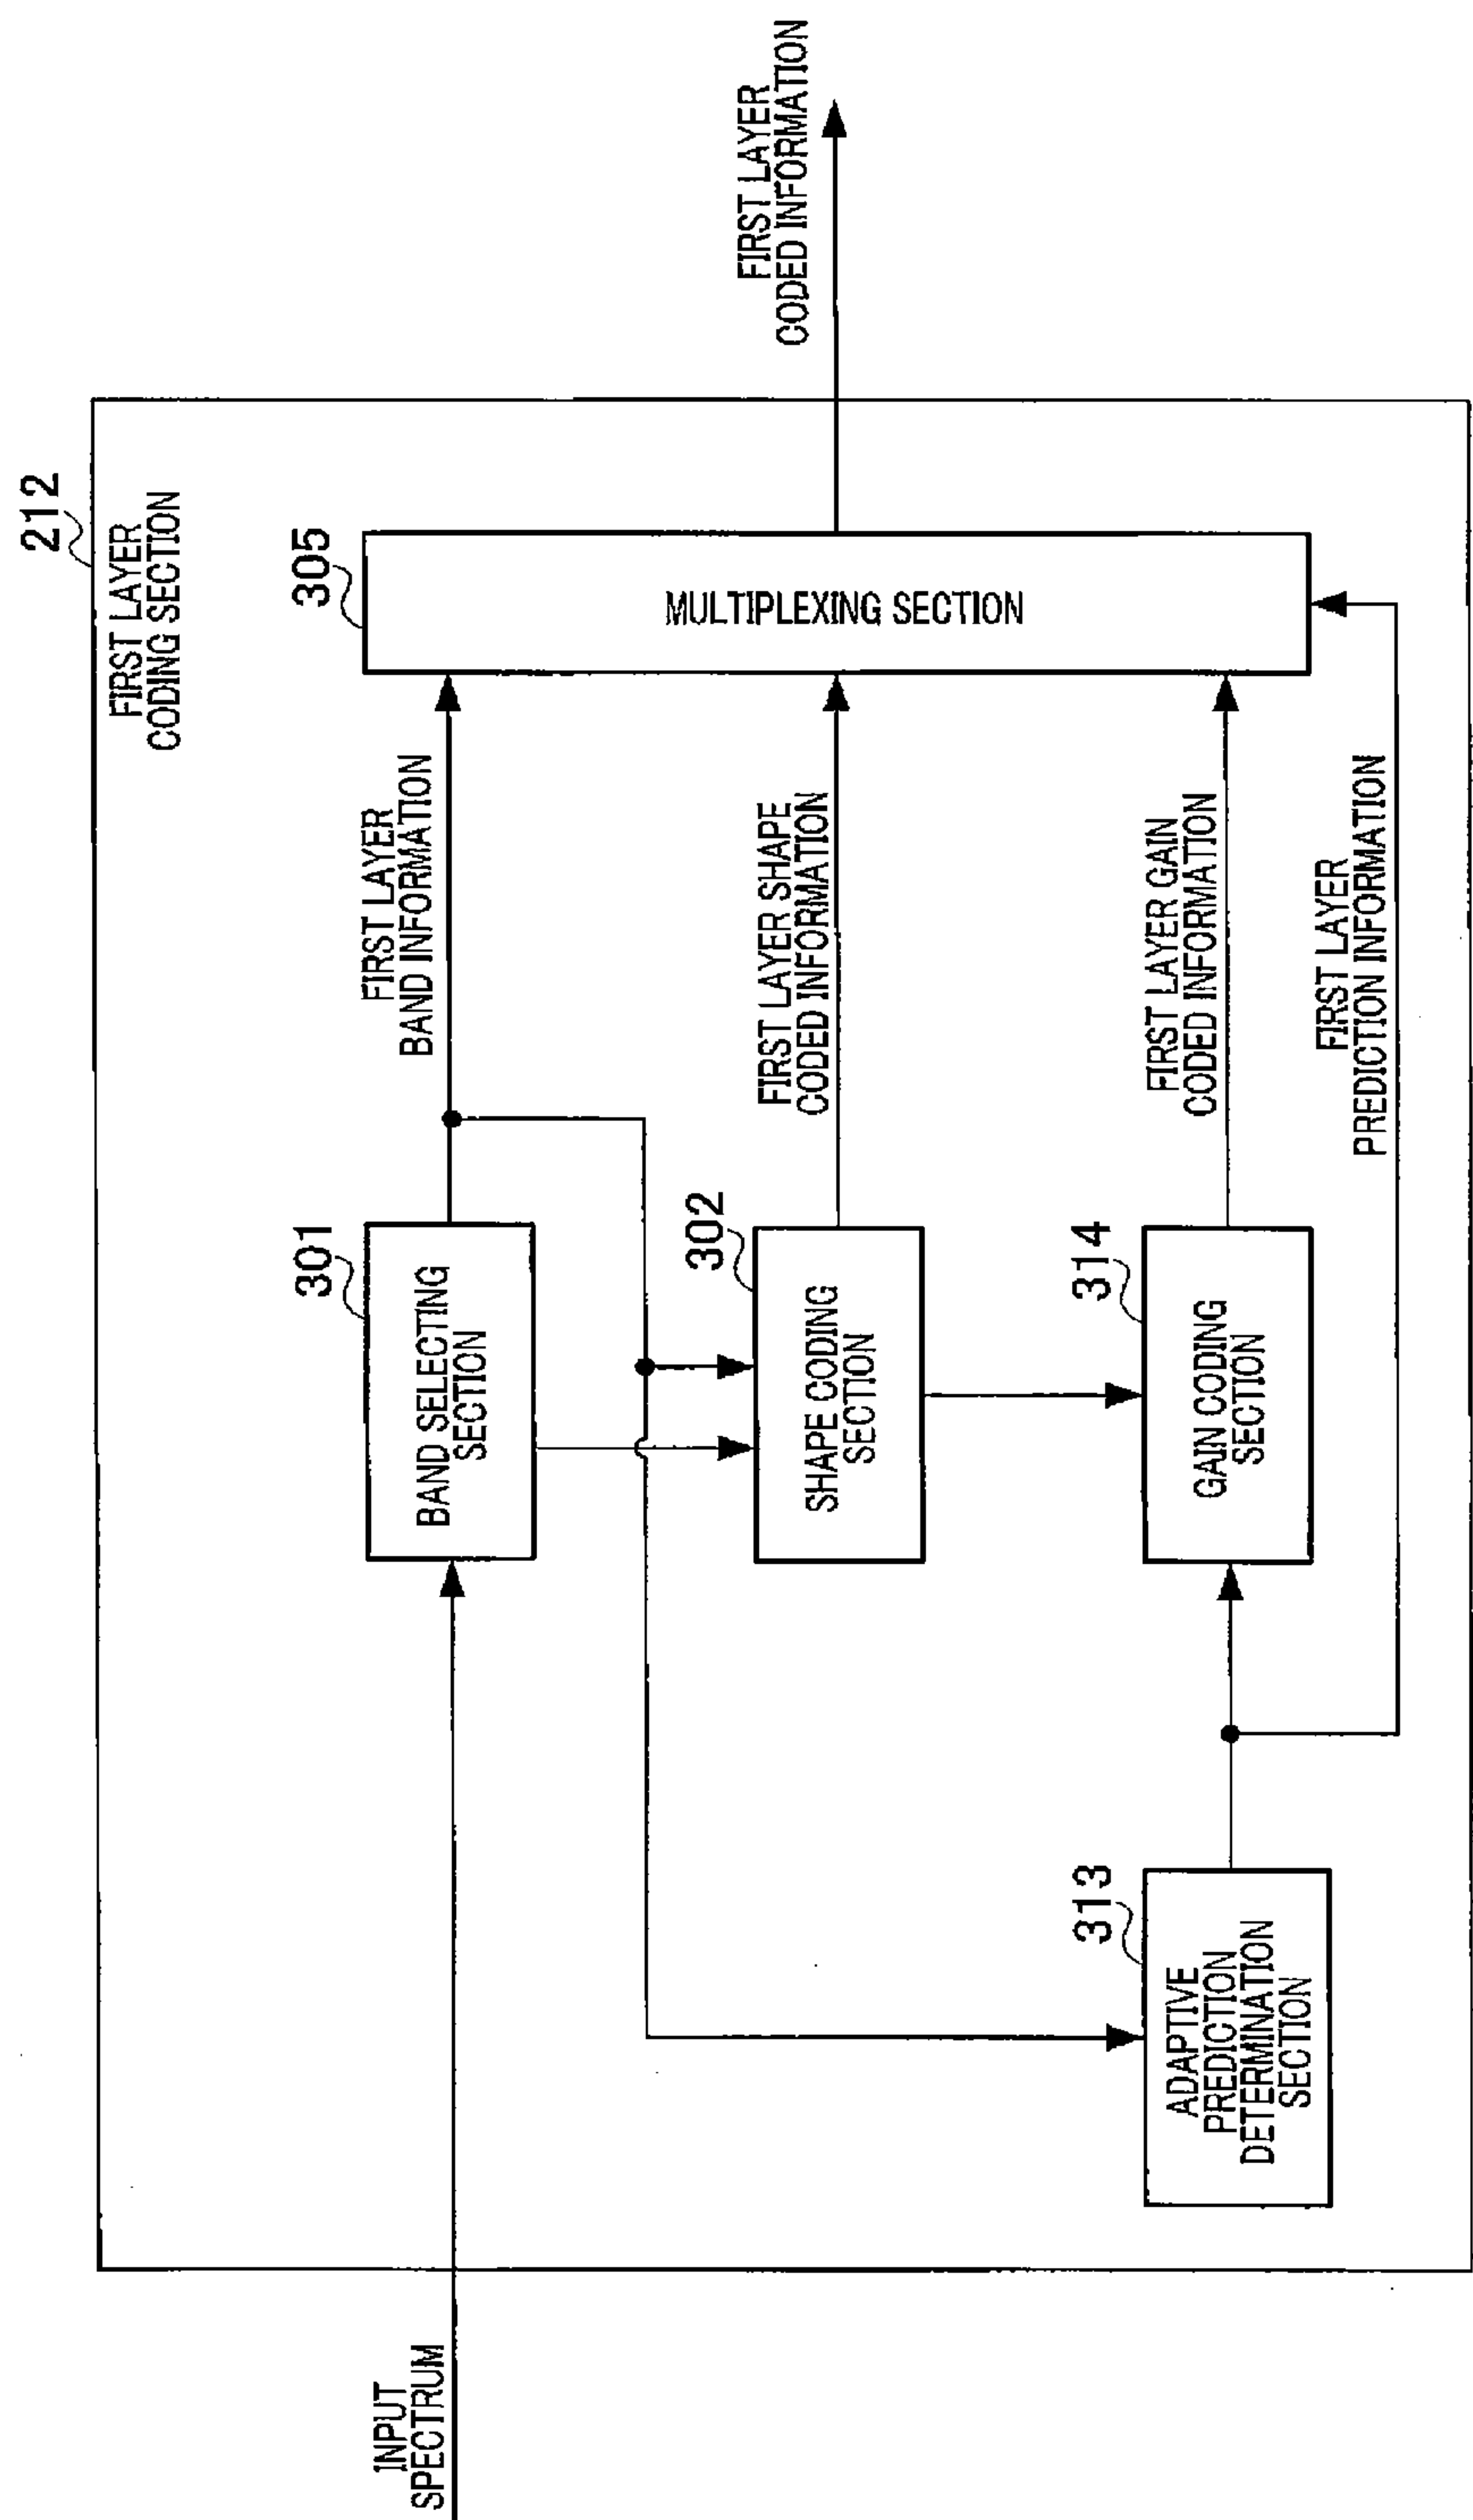 212
FIRST LAYER
CODING SECTION
INPUT
SPECTRUM
301
BAND SELECTING
SECTION
FIRST LAYER
BAND INFORMATION
305
MULTIPLEXING SECTION
FIRST LAYER
CODED INFORMATION
302
SHAPE CODING
SECTION
FIRST LAYER SHAPE
CODED INFORMATION
313
ADAPTIVE
PREDICTION
DETERMINATION
SECTION
314
GAIN CODING
SECTION
FIRST LAYER GAIN
CODED INFORMATION
FIRST LAYER
PREDICTION INFORMATION